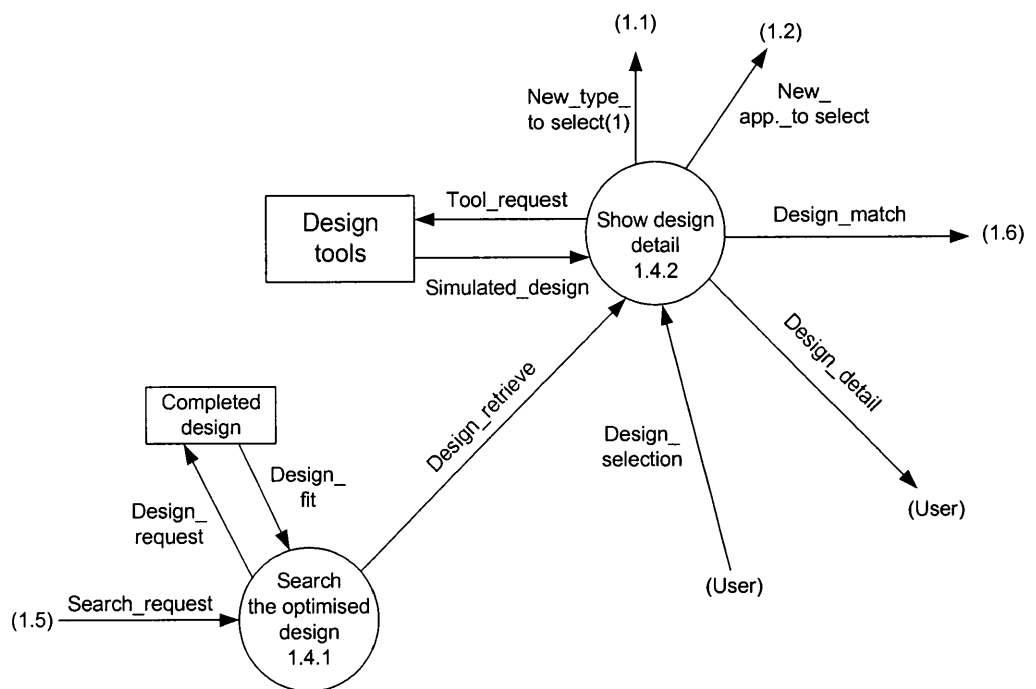 (1.1)
(1.2)
New_type_
to select(1)
New_
app._to select
Design
tools
Tool_request
Simulated_design
Show design
detail
1.4.2
Design_match
(1.6)
Design_detail
(User)
Design_retrieve
Design_
selection
(User)
Completed
design
Design_
fit
Design_
request
(1.5)
Search_request
Search
the optimised
design
1.4.1